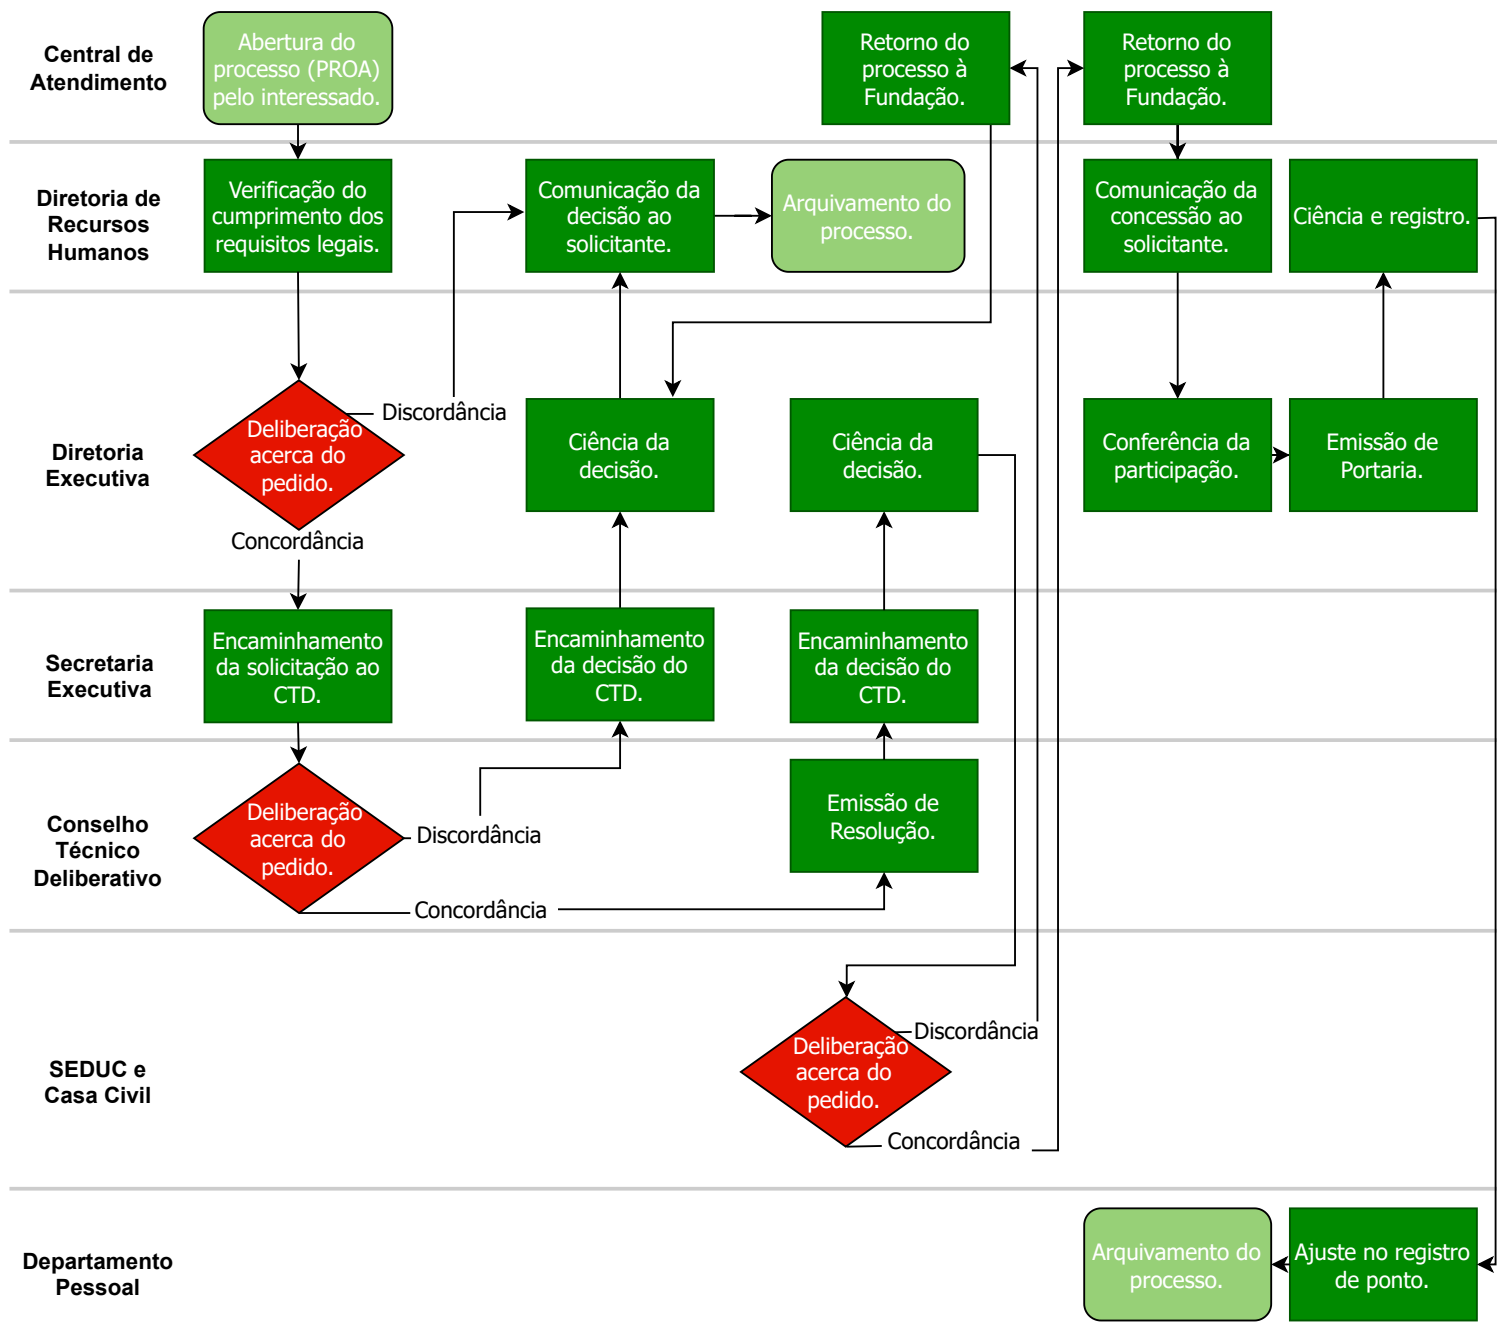 Central de
Atendimento
Abertura do
processo (PROA)
pelo interessado.
Retorno do
processo à
Fundação.
Retorno do
processo à
Fundação.
Diretoria de
Recursos
Humanos
Verificação do
cumprimento dos
requisitos legais.
Comunicação da
decisão ao
solicitante.
Arquivamento do
processo.
Comunicação da
concessão ao
solicitante.
Ciência e registro.
Diretoria
Executiva
Deliberação
acerca do
pedido.
Discordância
Concordância
Ciência da
decisão.
Ciência da
decisão.
Conferência da
participação.
Emissão de
Portaria.
Secretaria
Executiva
Encaminhamento
da solicitação ao
CTD.
Encaminhamento
da decisão do
CTD.
Encaminhamento
da decisão do
CTD.
Conselho
Técnico
Deliberativo
Deliberação
acerca do
pedido.
Discordância
Concordância
Emissão de
Resolução.
SEDUC e
Casa Civil
Deliberação
acerca do
pedido.
Discordância
Concordância
Departamento
Pessoal
Arquivamento do
processo.
Ajuste no registro
de ponto.